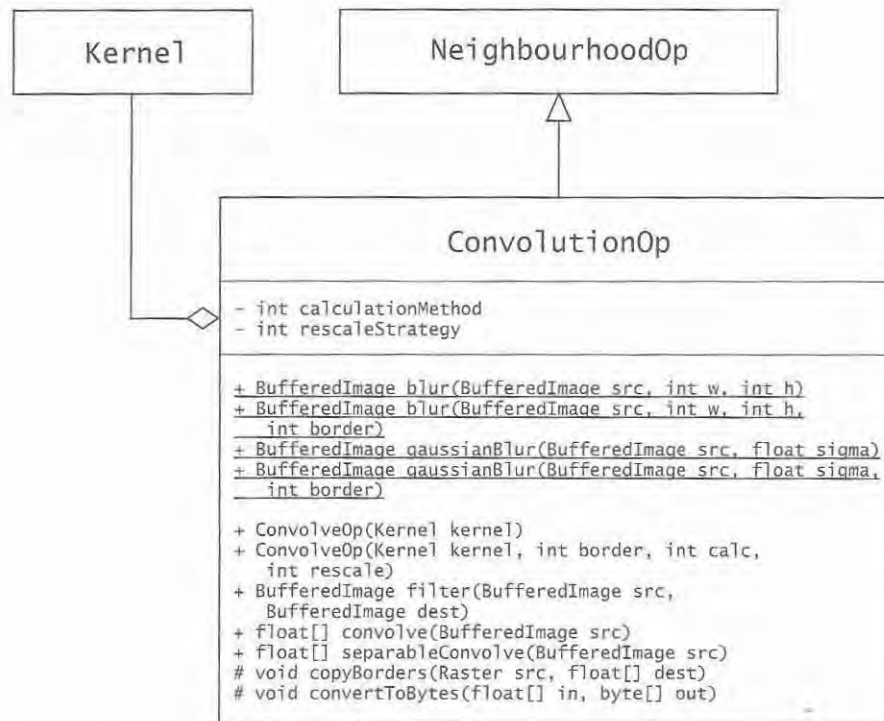 Kernel
NeighbourhoodOp
ConvolutionOp
- int calculationMethod
- int rescaleStrategy
+ BufferedImage blur(BufferedImage src, int w, int h)
+ BufferedImage blur(BufferedImage src, int w, int h,
int border)
+ BufferedImage gaussianBlur(BufferedImage src, float sigma)
+ BufferedImage gaussianBlur(BufferedImage src, float sigma,
int border)
+ ConvolveOp(Kernel kernel)
+ ConvolveOp(Kernel kernel, int border, int calc,
int rescale)
+ BufferedImage filter(BufferedImage src,
BufferedImage dest)
+ float[] convolve(BufferedImage src)
+ float[] separableConvolve(BufferedImage src)
# void copyBorders(Raster src, float[] dest)
# void convertToBytes(float[] in, byte[] out)